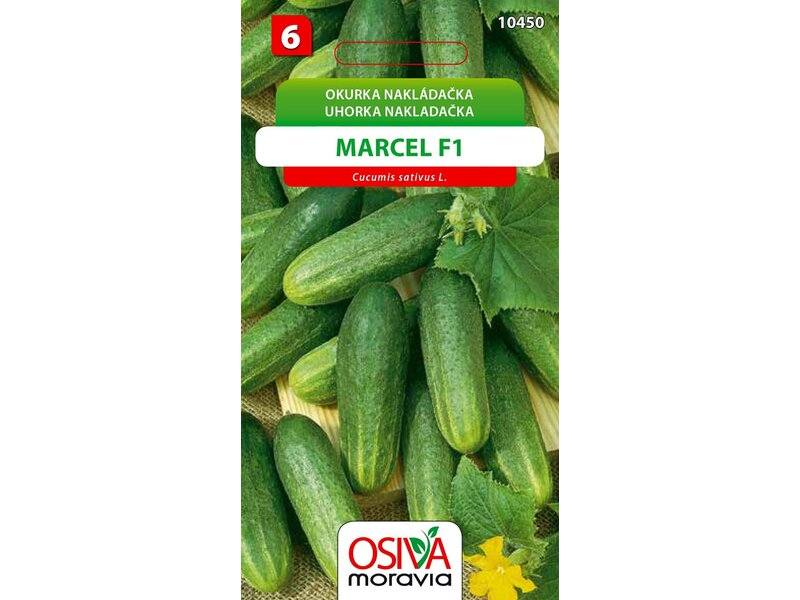 6
10450
OKURKA NAKLÁDAČKA
UHORKA NAKLADAČKA
MARCEL F1
Cucumis sativus L.
OSIVA
moravia